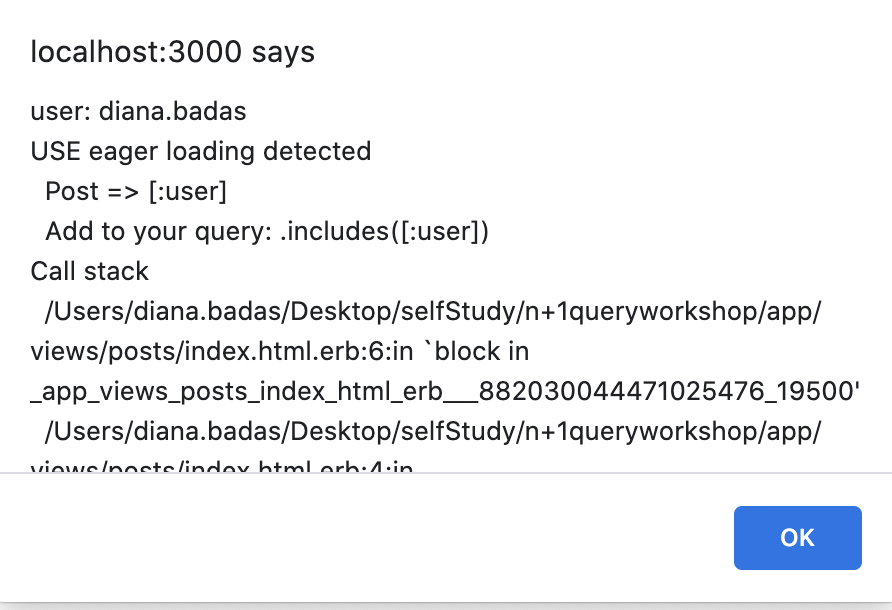 localhost:3000 says
user: diana.badas
USE eager loading detected
Post => [:user]
Add to your query: .includes([:user])
Call stack
/Users/diana.badas/Desktop/selfStudy/n+1queryworkshop/app/
views/posts/index.html.erb:6:in `block in
_app_views_posts_index_html_erb___882030044471025476_19500'
/Users/diana.badas/Desktop/selfStudy/n+1queryworkshop/app/
views/posts/index.html.erb:4:in
OK